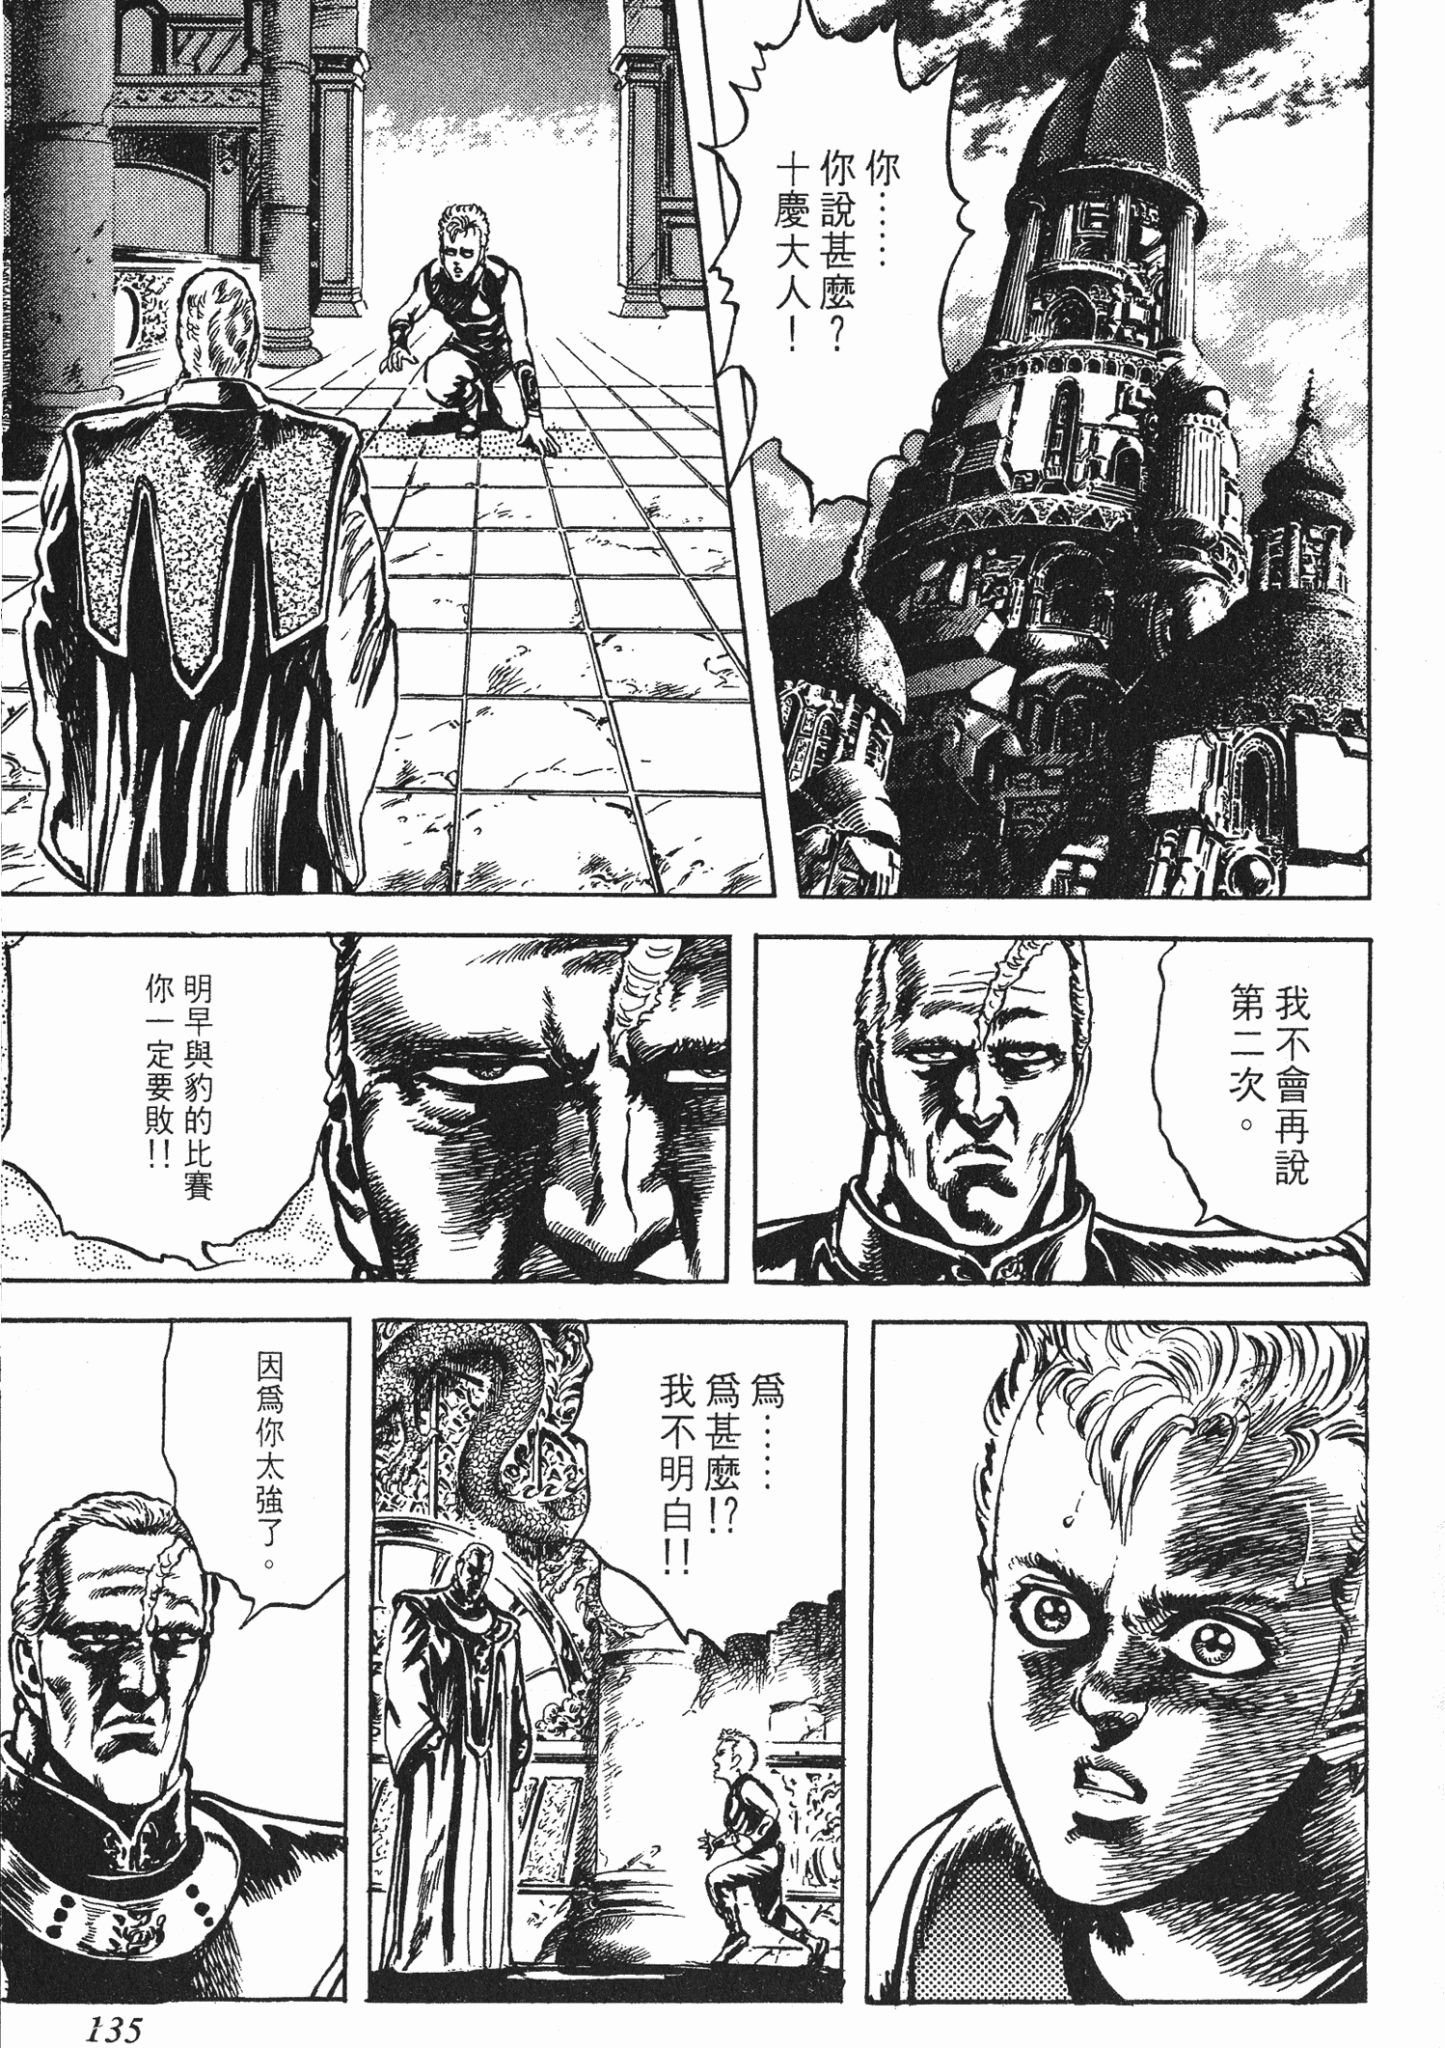 你……
你說甚麼？
十慶大人！
我不會再說
第二次。
明早與豹的比賽
你一定要敗!!
為……
為甚麼!?
我不明白!!
因為你太強了。
135